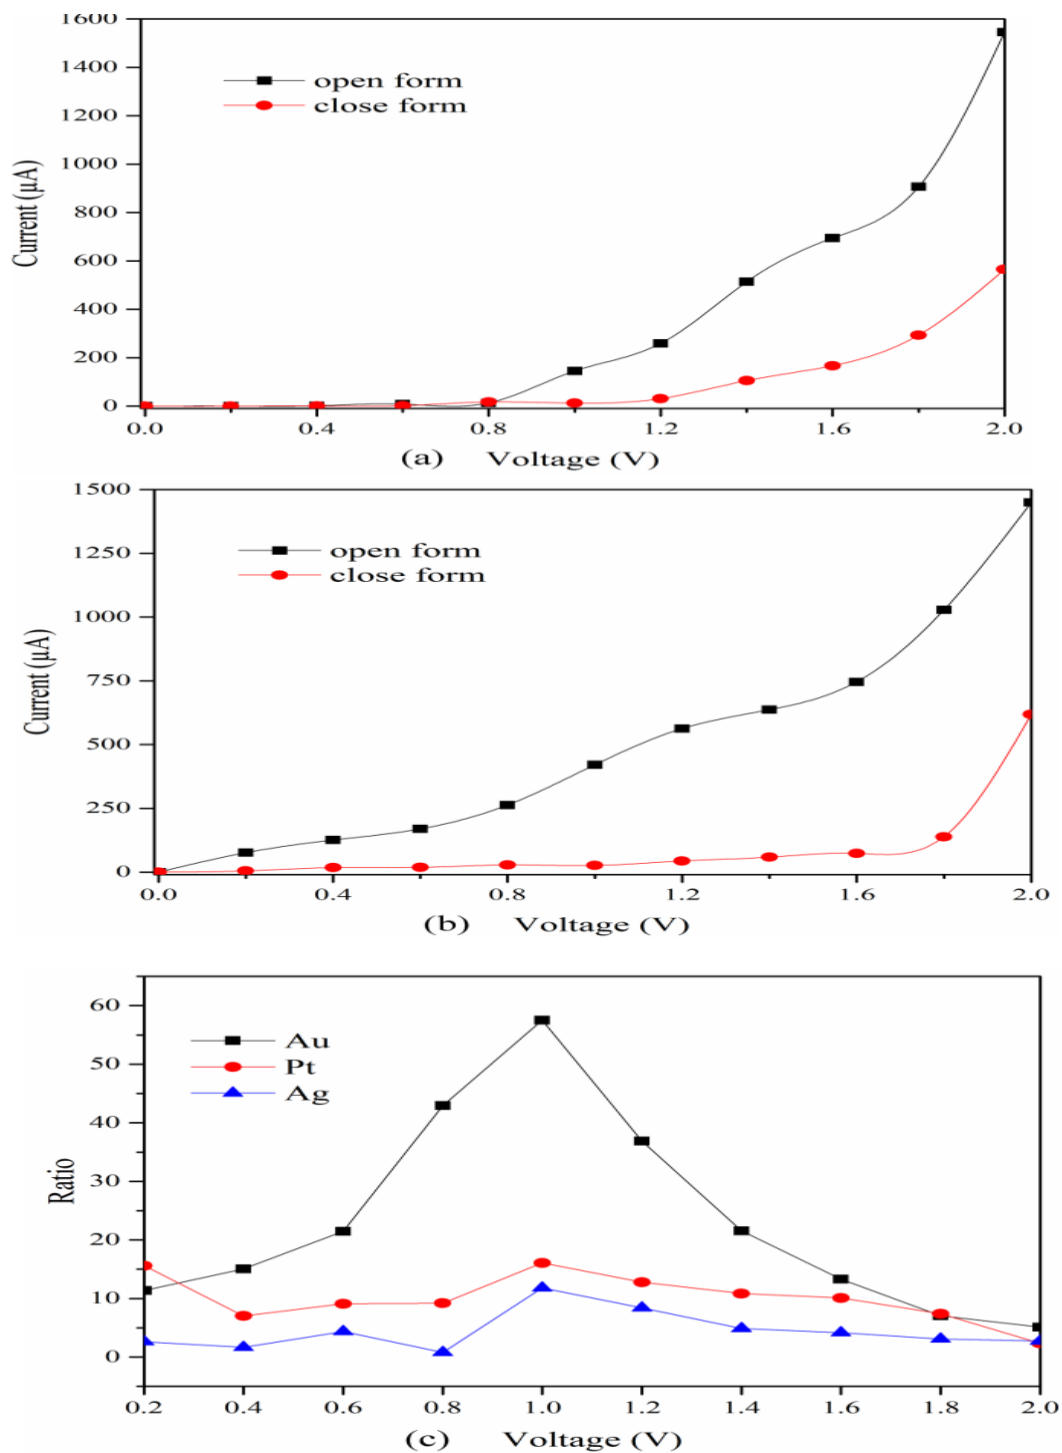 1600
1400
1200
1000
800
600
400
200
0
Current (μA)
open form
close form
0.0 0.4 0.8 1.2 1.6 2.0
(a) Voltage (V)
1500
1250
1000
750
500
250
0
Current (μA)
open form
close form
0.0 0.4 0.8 1.2 1.6 2.0
(b) Voltage (V)
60
50
40
30
20
10
0
Ratio
Au
Pt
Ag
0.2 0.4 0.6 0.8 1.0 1.2 1.4 1.6 1.8 2.0
(c) Voltage (V)